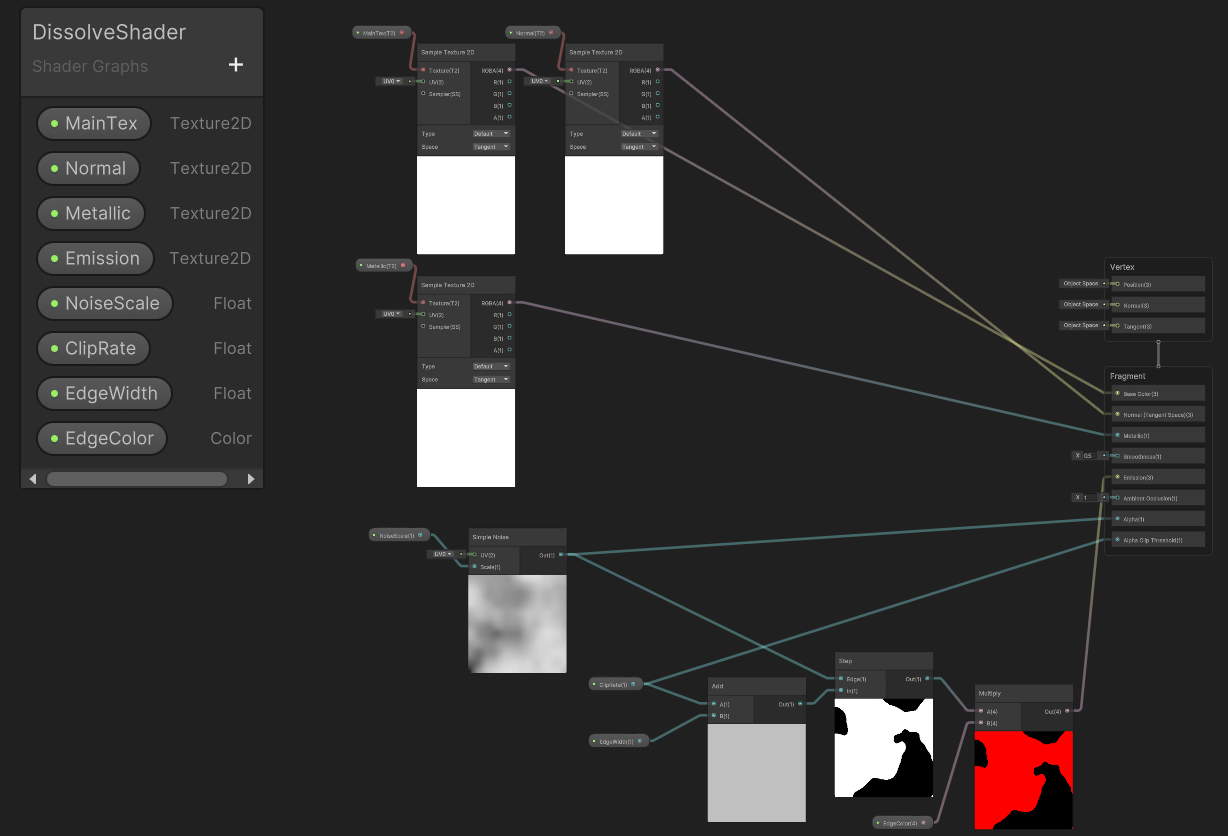 DissolveShader
Shader Graphs
+
MainTex Texture2D
Normal Texture2D
Metallic Texture2D
Emission Texture2D
NoiseScale Float
ClipRate Float
EdgeWidth Float
EdgeColor Color
MainTex(T2)
Sample Texture 2D
Texture(T2) RGBA(4)
UV0 UV(2) R(1)
Sampler(SS) G(1)
B(1)
A(1)
Type Default
Space Tangent
Normal(T2)
Sample Texture 2D
Texture(T2) RGBA(4)
UV0 UV(2) R(1)
Sampler(SS) G(1)
B(1)
A(1)
Type Default
Space Tangent
Metallic(T2)
Sample Texture 2D
Texture(T2) RGBA(4)
UV0 UV(2) R(1)
Sampler(SS) G(1)
B(1)
A(1)
Type Default
Space Tangent
Vertex
Object Space Position(3)
Object Space Normal(3)
Object Space Tangent(3)
Fragment
Base Color(3)
Normal (Tangent Space)(3)
Metallic(1)
X 0.5 Smoothness(1)
Emission(3)
X 1 Ambient Occlusion(1)
Alpha(1)
Alpha Clip Threshold(1)
NoiseScale(1)
Simple Noise
UV0 UV(2) Out(1)
Scale(1)
ClipRate(1)
EdgeWidth(1)
Add
A(1) Out(1)
B(1)
Step
Edge(1) Out(1)
In(1)
Multiply
A(4) Out(4)
B(4)
EdgeColor(4)